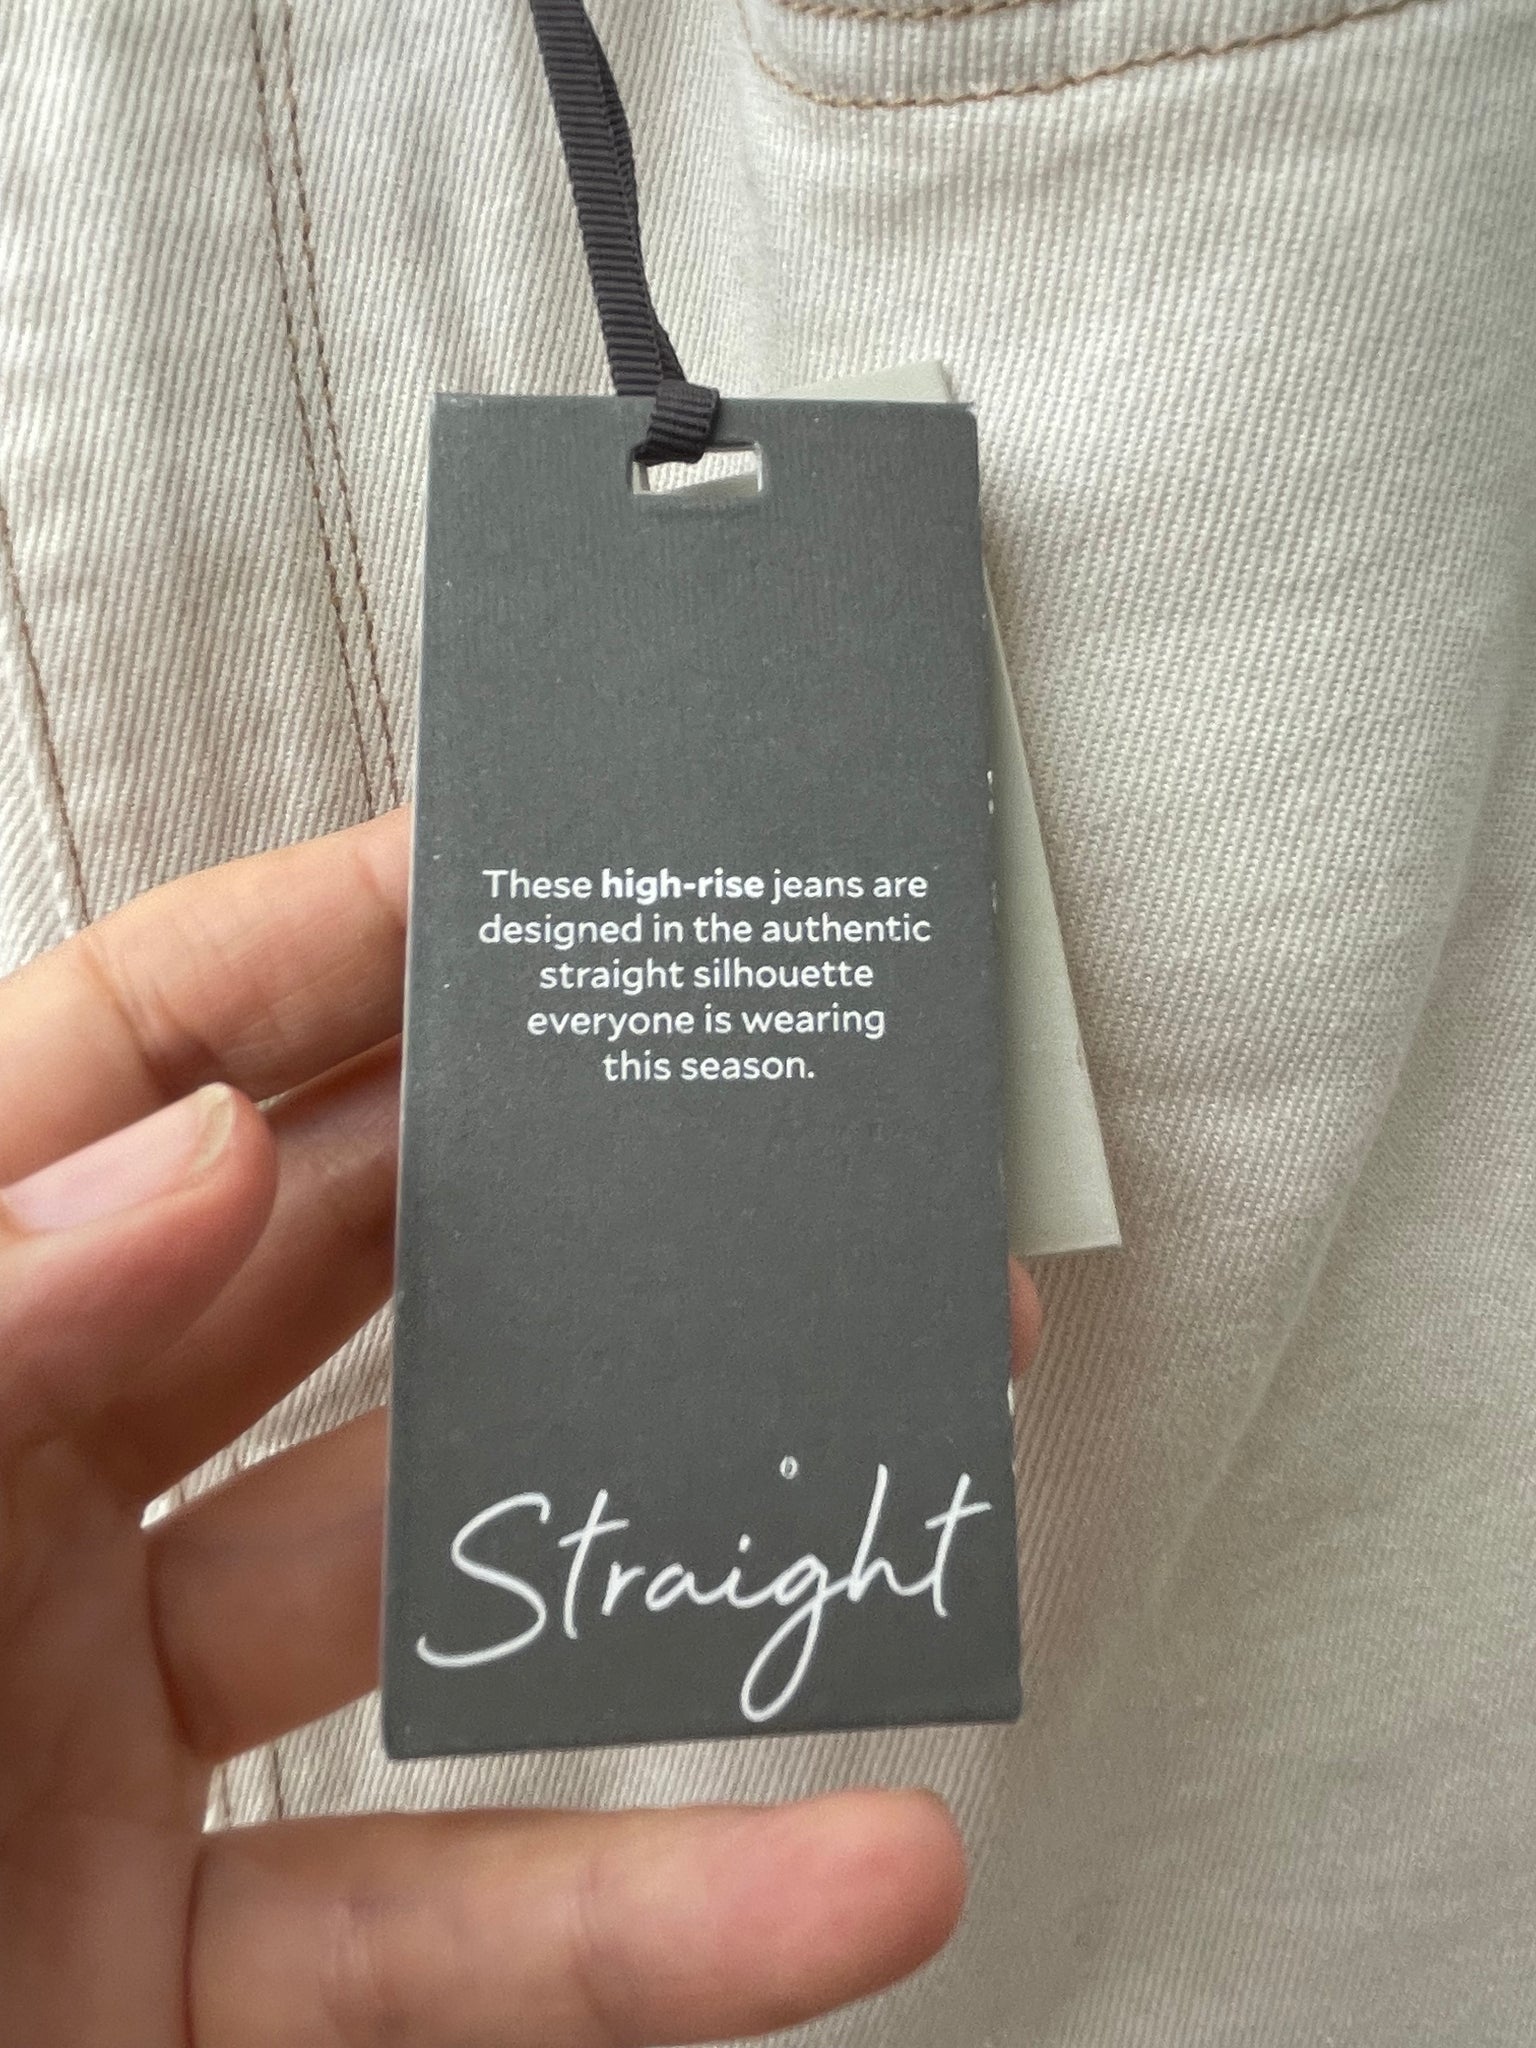 These high-rise jeans are
designed in the authentic
straight silhouette
everyone is wearing
this season.
Straight